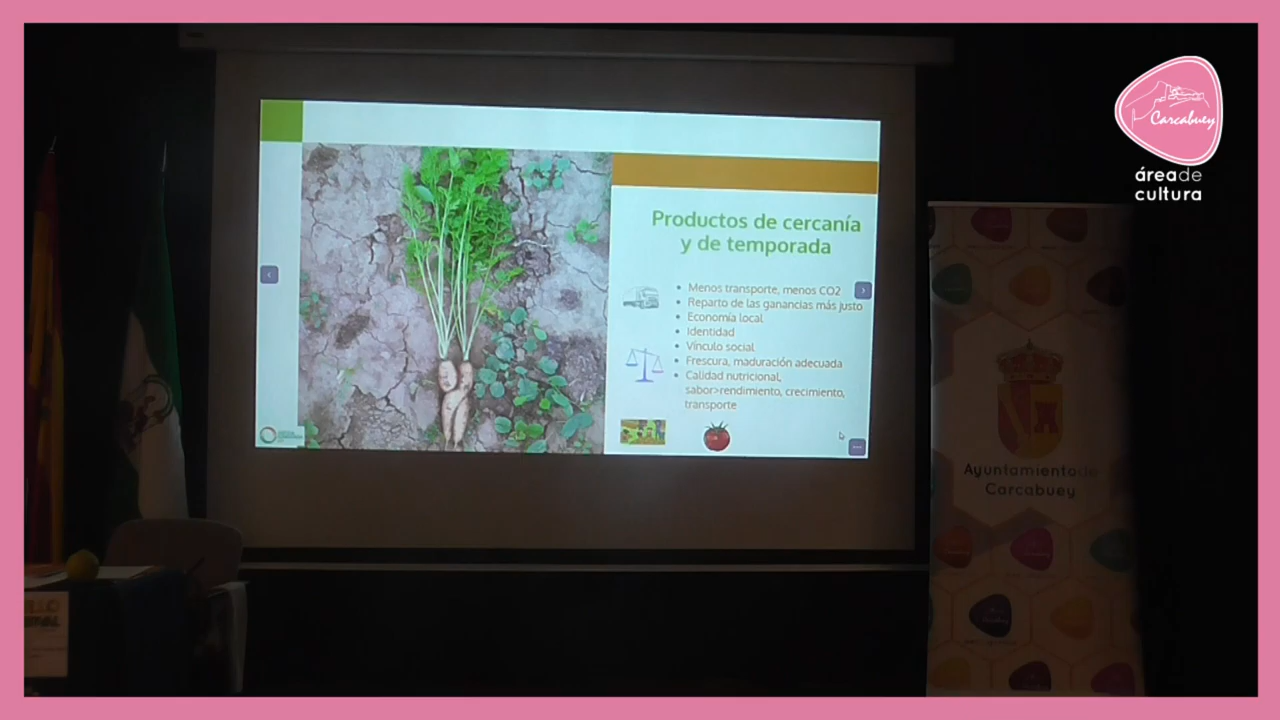 Productos de cercanía
y de temporada
• Menos transporte, menos CO2
• Reparto de las ganancias más justo
• Economía local
• Identidad
• Vínculo social
• Frescura, maduración adecuada
• Calidad nutricional,
sabor>rendimiento, crecimiento,
transporte
Carcabuey
área de
cultura
Ayuntamiento de
Carcabuey